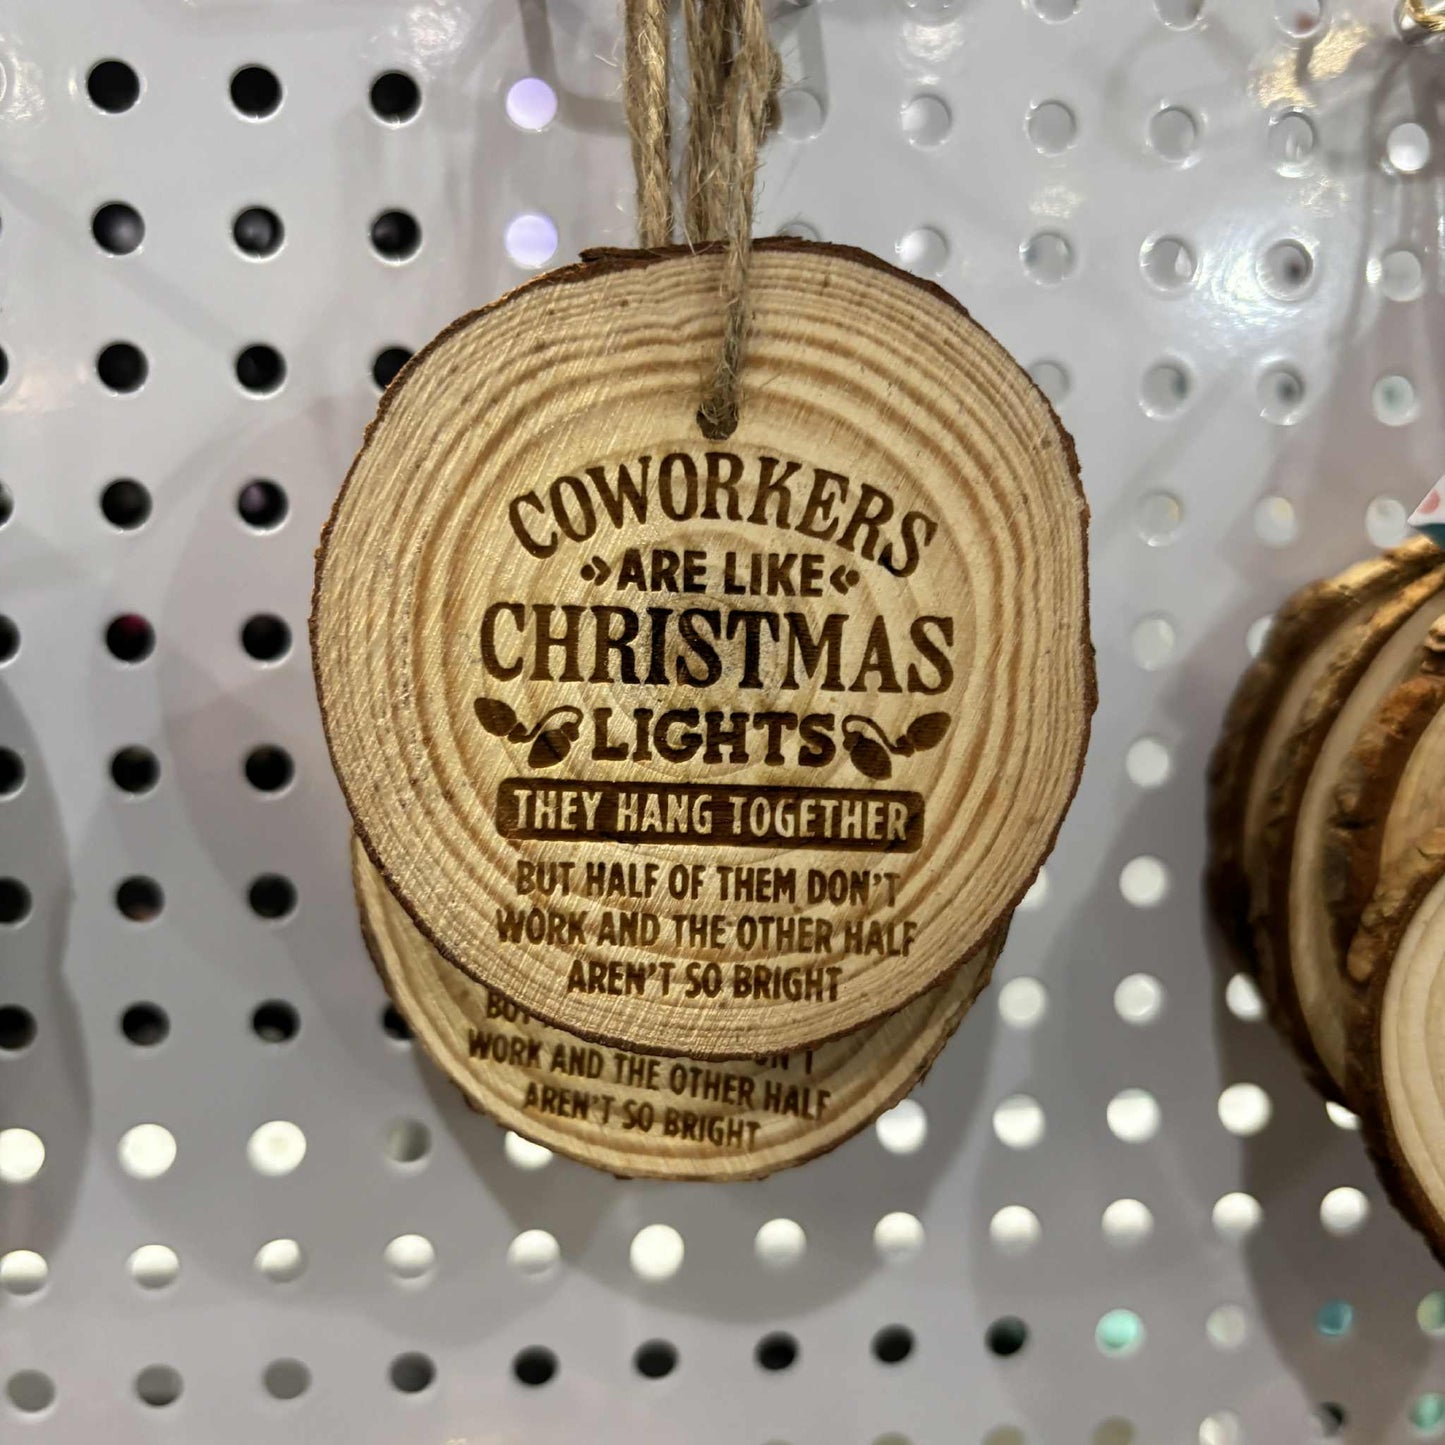 COWORKERS
ARE LIKE
CHRISTMAS
LIGHTS
THEY HANG TOGETHER
BUT HALF OF THEM DON'T
WORK AND THE OTHER HALF
AREN'T SO BRIGHT
WORK AND THE OTHER HALF
AREN'T SO BRIGHT